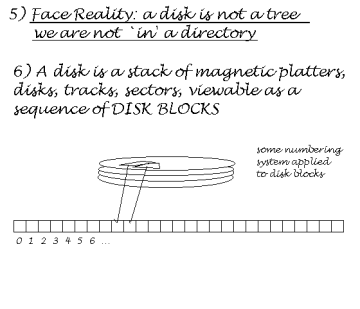 5) Face Reality: a disk is not a tree
we are not `in' a directory
6) A disk is a stack of magnetic platters,
disks, tracks, sectors, viewable as a
sequence of DISK BLOCKS
some numbering
system applied
to disk blocks
0 1 2 3 4 5 6 ...